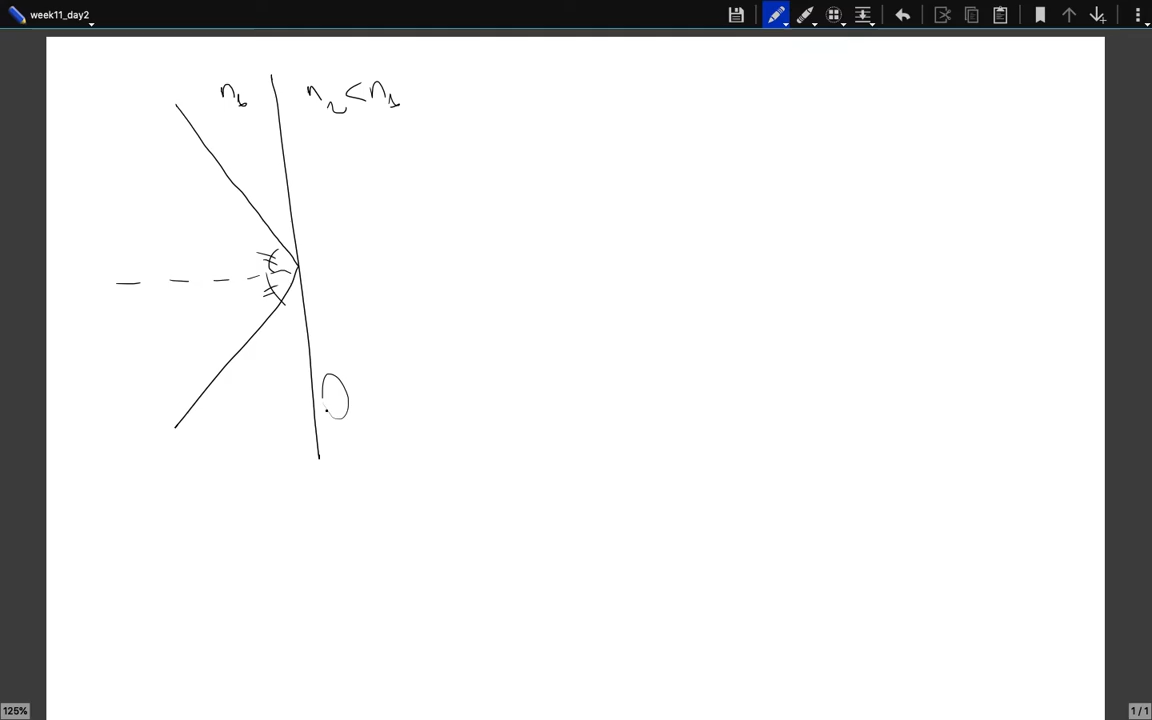 week11_day2
n₁ n₂ < n₁
125%
1 / 1